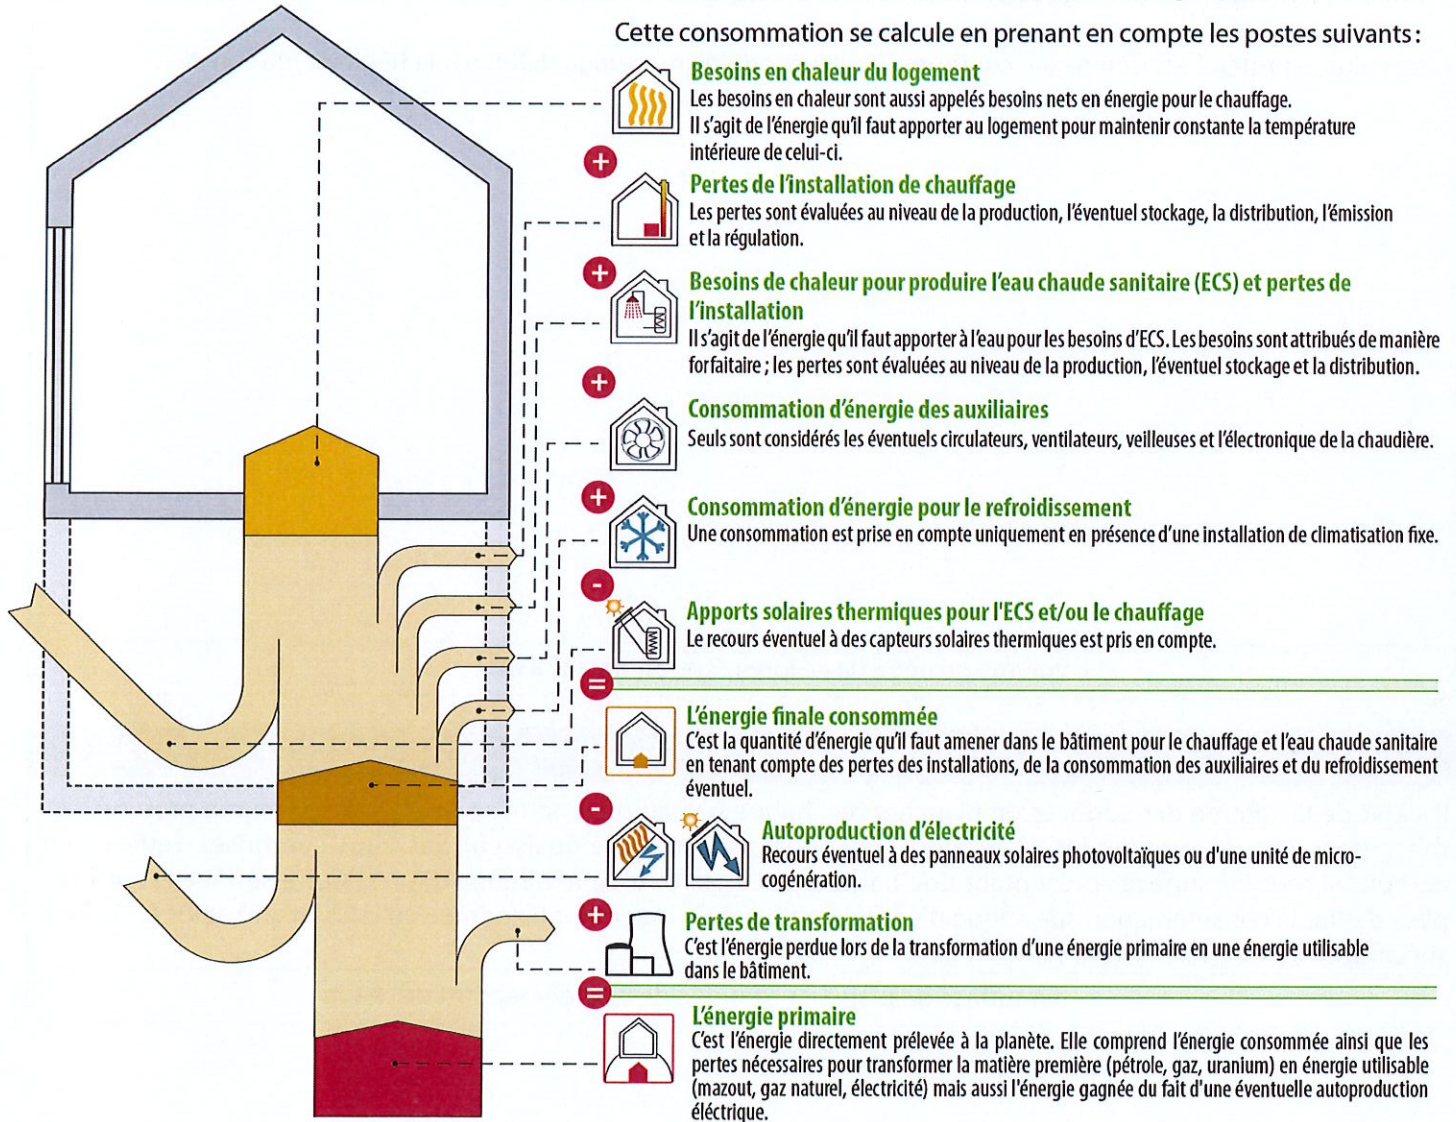 Cette consommation se calcule en prenant en compte les postes suivants :
Besoins en chaleur du logement
Les besoins en chaleur sont aussi appelés besoins nets en énergie pour le chauffage.
Il s'agit de l'énergie qu'il faut apporter au logement pour maintenir constante la température
intérieure de celui-ci.
+
Pertes de l'installation de chauffage
Les pertes sont évaluées au niveau de la production, l'éventuel stockage, la distribution, l'émission
et la régulation.
+
Besoins de chaleur pour produire l'eau chaude sanitaire (ECS) et pertes de
l'installation
Il s'agit de l'énergie qu'il faut apporter à l'eau pour les besoins d'ECS. Les besoins sont attribués de manière
forfaitaire ; les pertes sont évaluées au niveau de la production, l'éventuel stockage et la distribution.
+
Consommation d'énergie des auxiliaires
Seuls sont considérés les éventuels circulateurs, ventilateurs, veilleuses et l'électronique de la chaudière.
+
Consommation d'énergie pour le refroidissement
Une consommation est prise en compte uniquement en présence d'une installation de climatisation fixe.
-
Apports solaires thermiques pour l'ECS et/ou le chauffage
Le recours éventuel à des capteurs solaires thermiques est pris en compte.
=
L'énergie finale consommée
C'est la quantité d'énergie qu'il faut amener dans le bâtiment pour le chauffage et l'eau chaude sanitaire
en tenant compte des pertes des installations, de la consommation des auxiliaires et du refroidissement
éventuel.
-
Autoproduction d'électricité
Recours éventuel à des panneaux solaires photovoltaïques ou d'une unité de micro-
cogénération.
+
Pertes de transformation
C'est l'énergie perdue lors de la transformation d'une énergie primaire en une énergie utilisable
dans le bâtiment.
=
L'énergie primaire
C'est l'énergie directement prélevée à la planète. Elle comprend l'énergie consommée ainsi que les
pertes nécessaires pour transformer la matière première (pétrole, gaz, uranium) en énergie utilisable
(mazout, gaz naturel, électricité) mais aussi l'énergie gagnée du fait d'une éventuelle autoproduction
éléctrique.